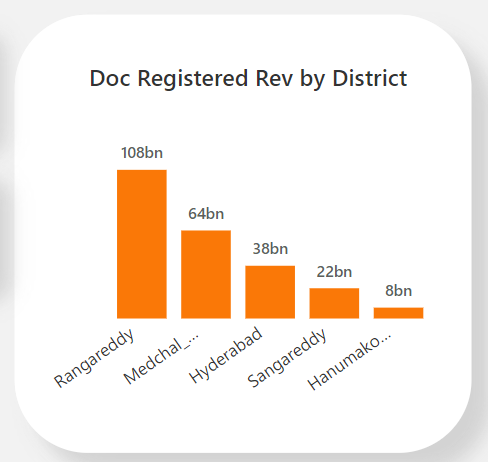 Doc Registered Rev by District
108bn
64bn
38bn
22bn
8bn
Rangareddy
Medchal_...
Hyderabad
Sangareddy
Hanumako...